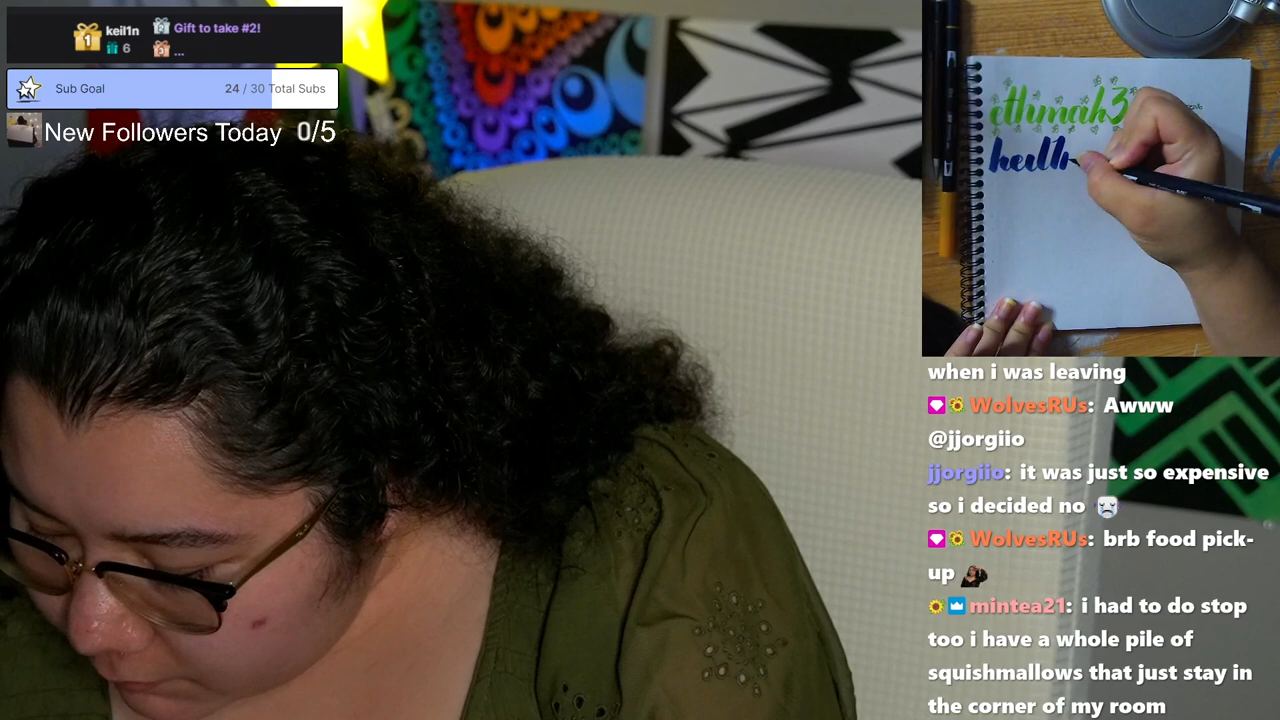 keil1n
6
Gift to take #2!
...
Sub Goal
24 / 30 Total Subs
New Followers Today 0/5
ethmah3
keil1
when i was leaving
WolvesRUs: Awww
@jjorgiio
jjorgiio: it was just so expensive
so i decided no
WolvesRUs: brb food pick-
up
mintea21: i had to do stop
too i have a whole pile of
squishmallows that just stay in
the corner of my room